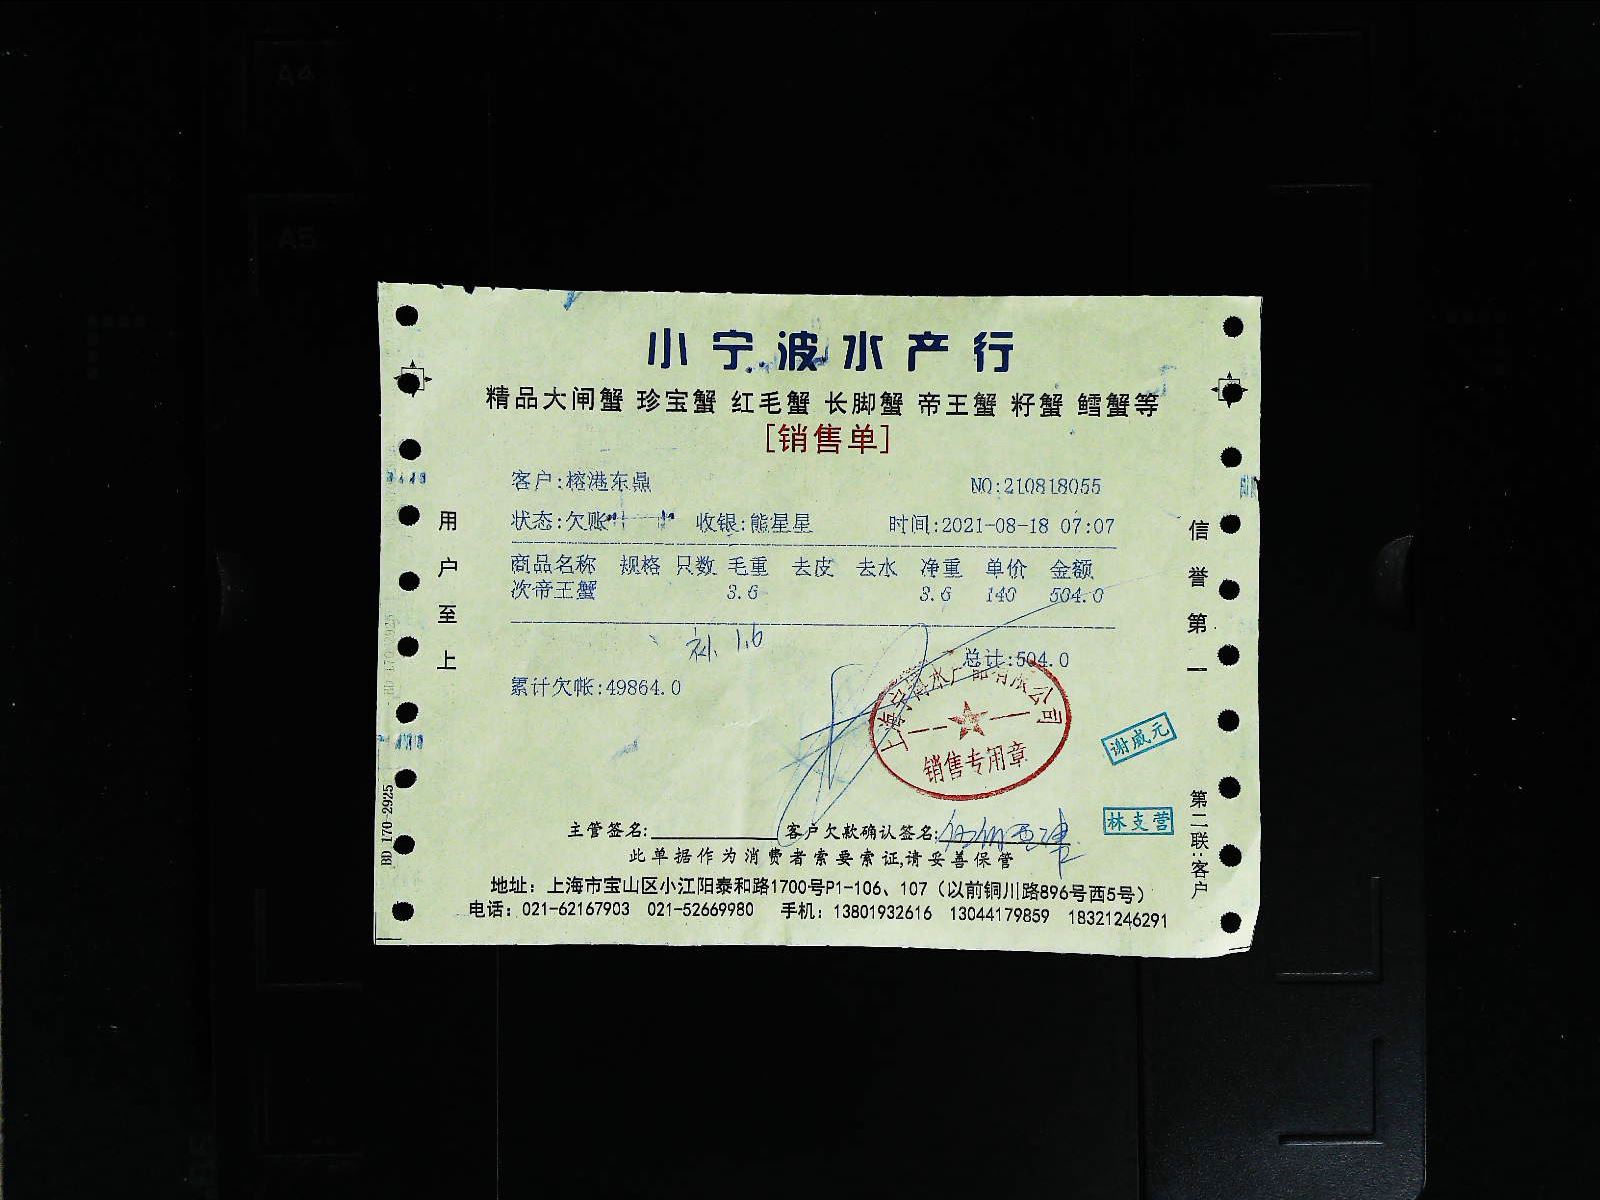 小宁波水产行
精品大闸蟹 珍宝蟹 红毛蟹 长脚蟹 帝王蟹 籽蟹 鳕蟹等
[销售单]
客户:榕港东鼎 NO:210818055
状态:欠账 收银:熊星星 时间:2021-08-18 07:07
商品名称 规格 只数 毛重 去皮 去水 净重 单价 金额
次帝王蟹 3.6 3.6 140 504.0
补 1.6
总计:504.0
累计欠帐:49864.0
销售专用章
谢威元
林支营
主管签名: 客户欠款确认签名:
此单据作为消费者索要索证,请妥善保管
地址：上海市宝山区小江阳泰和路1700号P1-106、107（以前铜川路896号西5号）
电话：021-62167903 021-52669980 手机：13801932616 13044179859 18321246291
用户至上
信誉第一
第二联:客户
BD 170-2925
A4
A5